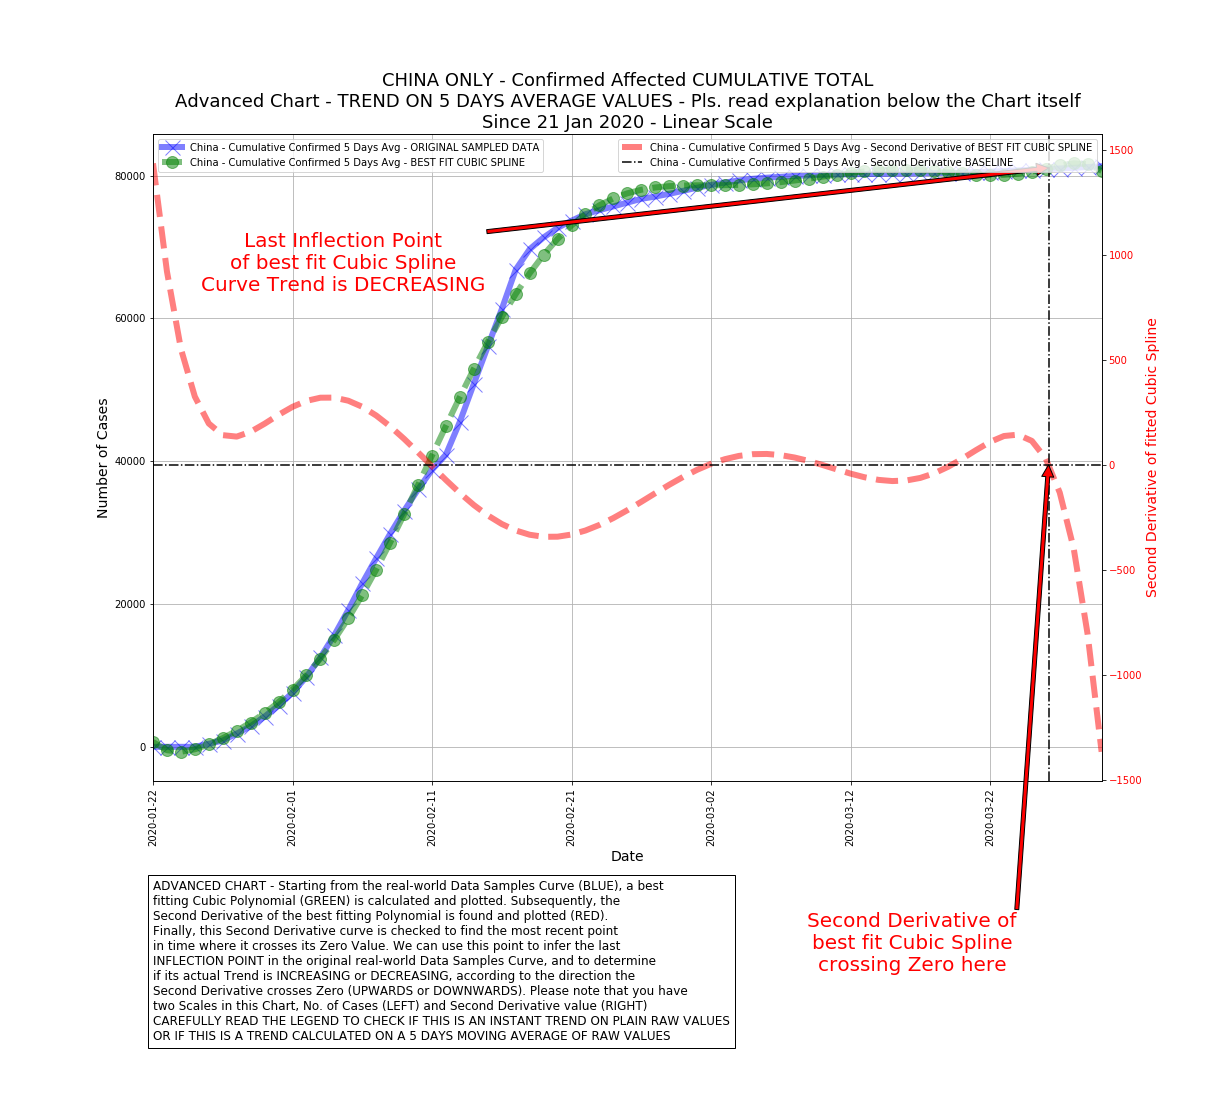 CHINA ONLY - Confirmed Affected CUMULATIVE TOTAL
Advanced Chart - TREND ON 5 DAYS AVERAGE VALUES - Pls. read explanation below the Chart itself
Since 21 Jan 2020 - Linear Scale
China - Cumulative Confirmed 5 Days Avg - ORIGINAL SAMPLED DATA
China - Cumulative Confirmed 5 Days Avg - BEST FIT CUBIC SPLINE
China - Cumulative Confirmed 5 Days Avg - Second Derivative of BEST FIT CUBIC SPLINE
China - Cumulative Confirmed 5 Days Avg - Second Derivative BASELINE
Last Inflection Point
of best fit Cubic Spline
Curve Trend is DECREASING
Number of Cases
80000
60000
40000
20000
0
1500
1000
500
0
−500
−1000
−1500
Second Derivative of fitted Cubic Spline
2020-01-22
2020-02-01
2020-02-11
2020-02-21
2020-03-02
2020-03-12
2020-03-22
Date
Second Derivative of
best fit Cubic Spline
crossing Zero here
ADVANCED CHART - Starting from the real-world Data Samples Curve (BLUE), a best
fitting Cubic Polynomial (GREEN) is calculated and plotted. Subsequently, the
Second Derivative of the best fitting Polynomial is found and plotted (RED).
Finally, this Second Derivative curve is checked to find the most recent point
in time where it crosses its Zero Value. We can use this point to infer the last
INFLECTION POINT in the original real-world Data Samples Curve, and to determine
if its actual Trend is INCREASING or DECREASING, according to the direction the
Second Derivative crosses Zero (UPWARDS or DOWNWARDS). Please note that you have
two Scales in this Chart, No. of Cases (LEFT) and Second Derivative value (RIGHT)
CAREFULLY READ THE LEGEND TO CHECK IF THIS IS AN INSTANT TREND ON PLAIN RAW VALUES
OR IF THIS IS A TREND CALCULATED ON A 5 DAYS MOVING AVERAGE OF RAW VALUES